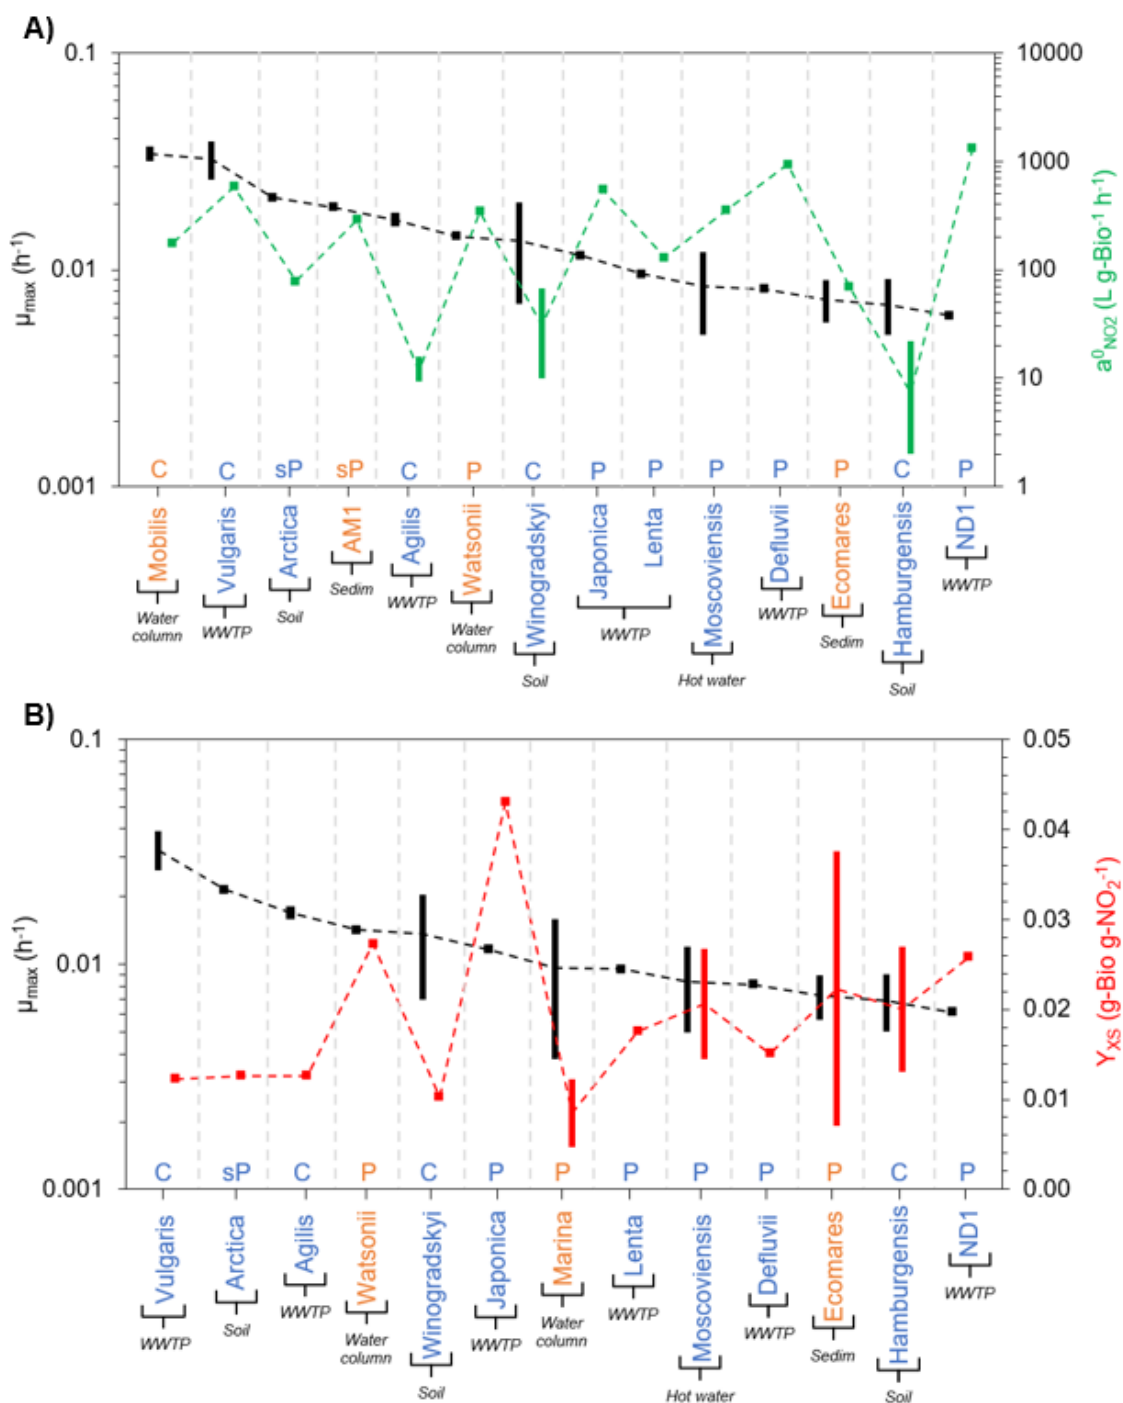 A)
0.1
0.01
0.001
μmax (h-1)
10000
1000
100
10
1
a0NO2 (L g-Bio-1 h-1)
C C sP sP C P C P P P P P C P
Mobilis Vulgaris Arctica AM1 Agilis Watsonii Winogradskyi Japonica Lenta Moscoviensis Defluvii Ecomares Hamburgensis ND1
Water column WWTP Soil Sedim WWTP Water column Soil WWTP Hot water WWTP Sedim Soil WWTP
B)
0.1
0.01
0.001
μmax (h-1)
0.05
0.04
0.03
0.02
0.01
0.00
YXS (g-Bio g-NO2-1)
C sP C P C P P P P P P C P
Vulgaris Arctica Agilis Watsonii Winogradskyi Japonica Marina Lenta Moscoviensis Defluvii Ecomares Hamburgensis ND1
WWTP Soil WWTP Water column Soil WWTP Water column WWTP Hot water WWTP Sedim Soil WWTP